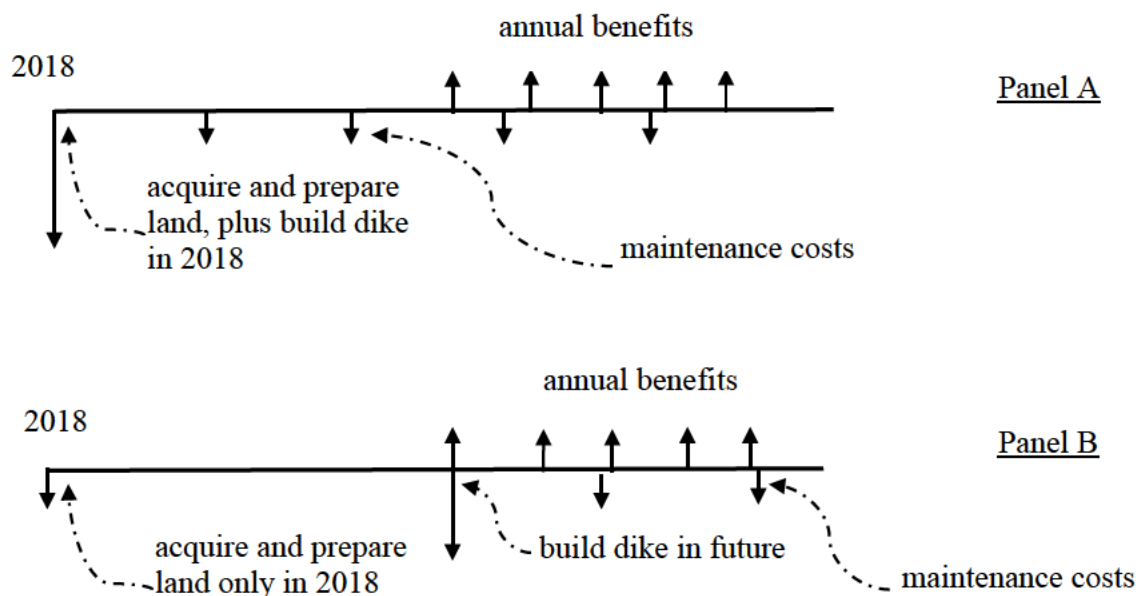 annual benefits
2018
Panel A
acquire and prepare
land, plus build dike
in 2018
maintenance costs
annual benefits
2018
Panel B
acquire and prepare
land only in 2018
build dike in future
maintenance costs